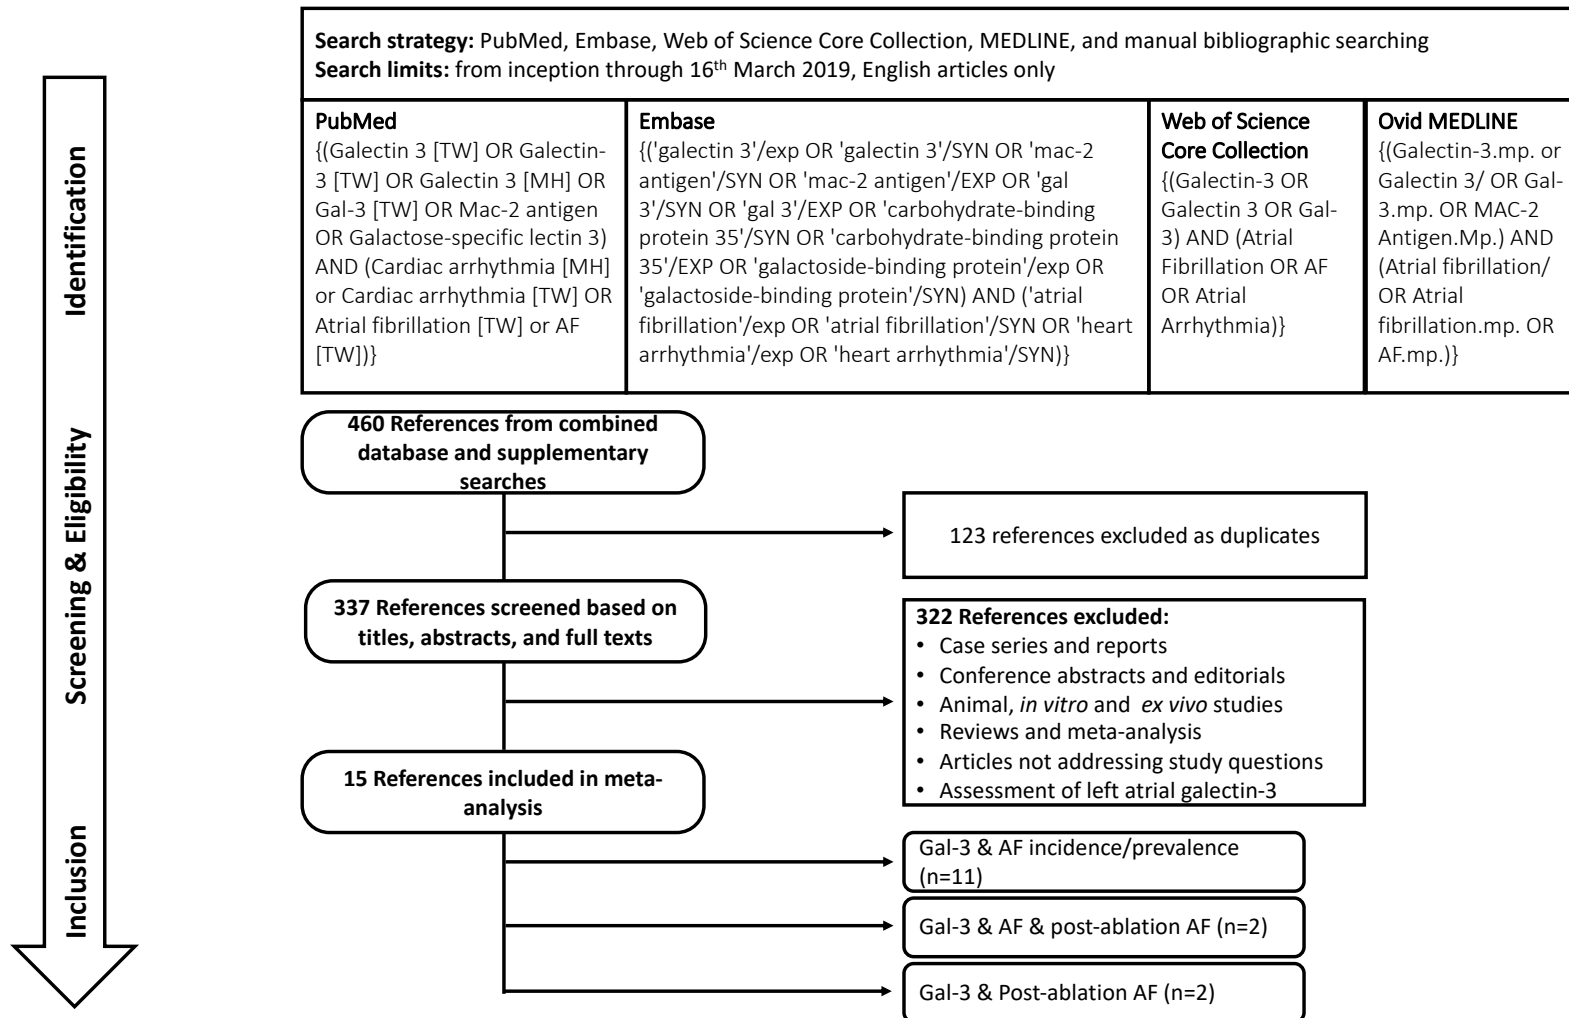 Search strategy: PubMed, Embase, Web of Science Core Collection, MEDLINE, and manual bibliographic searching
Search limits: from inception through 16th March 2019, English articles only
PubMed
{(Galectin 3 [TW] OR Galectin-
3 [TW] OR Galectin 3 [MH] OR
Gal-3 [TW] OR Mac-2 antigen
OR Galactose-specific lectin 3)
AND (Cardiac arrhythmia [MH]
or Cardiac arrhythmia [TW] OR
Atrial fibrillation [TW] or AF
[TW])}
Embase
{('galectin 3'/exp OR 'galectin 3'/SYN OR 'mac-2
antigen'/SYN OR 'mac-2 antigen'/EXP OR 'gal
3'/SYN OR 'gal 3'/EXP OR 'carbohydrate-binding
protein 35'/SYN OR 'carbohydrate-binding protein
35'/EXP OR 'galactoside-binding protein'/exp OR
'galactoside-binding protein'/SYN) AND ('atrial
fibrillation'/exp OR 'atrial fibrillation'/SYN OR 'heart
arrhythmia'/exp OR 'heart arrhythmia'/SYN)}
Web of Science
Core Collection
{(Galectin-3 OR
Galectin 3 OR Gal-
3) AND (Atrial
Fibrillation OR AF
OR Atrial
Arrhythmia)}
Ovid MEDLINE
{(Galectin-3.mp. or
Galectin 3/ OR Gal-
3.mp. OR MAC-2
Antigen.Mp.) AND
(Atrial fibrillation/
OR Atrial
fibrillation.mp. OR
AF.mp.)}
Identification
460 References from combined
database and supplementary
searches
123 references excluded as duplicates
Screening & Eligibility
337 References screened based on
titles, abstracts, and full texts
322 References excluded:
• Case series and reports
• Conference abstracts and editorials
• Animal, in vitro and ex vivo studies
• Reviews and meta-analysis
• Articles not addressing study questions
• Assessment of left atrial galectin-3
15 References included in meta-
analysis
Inclusion
Gal-3 & AF incidence/prevalence
(n=11)
Gal-3 & AF & post-ablation AF (n=2)
Gal-3 & Post-ablation AF (n=2)